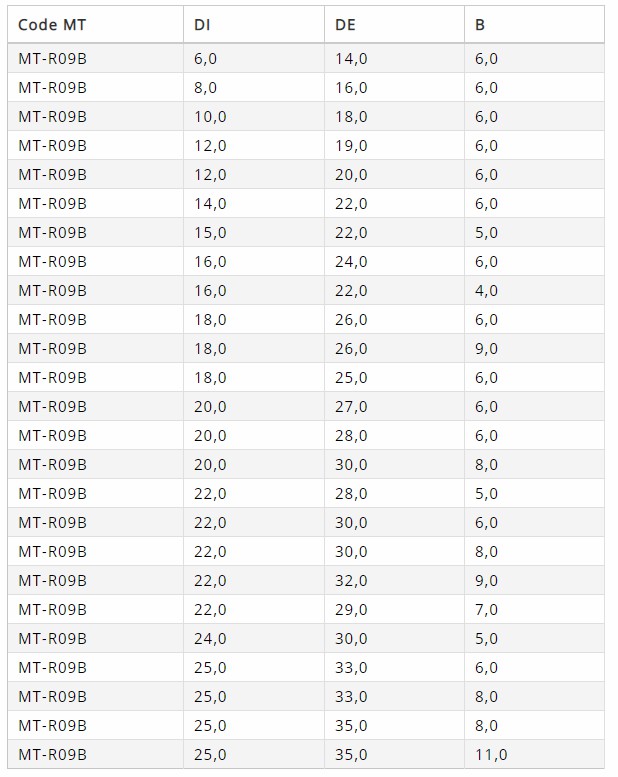 Code MT DI DE B
MT-R09B 6,0 14,0 6,0
MT-R09B 8,0 16,0 6,0
MT-R09B 10,0 18,0 6,0
MT-R09B 12,0 19,0 6,0
MT-R09B 12,0 20,0 6,0
MT-R09B 14,0 22,0 6,0
MT-R09B 15,0 22,0 5,0
MT-R09B 16,0 24,0 6,0
MT-R09B 16,0 22,0 4,0
MT-R09B 18,0 26,0 6,0
MT-R09B 18,0 26,0 9,0
MT-R09B 18,0 25,0 6,0
MT-R09B 20,0 27,0 6,0
MT-R09B 20,0 28,0 6,0
MT-R09B 20,0 30,0 8,0
MT-R09B 22,0 28,0 5,0
MT-R09B 22,0 30,0 6,0
MT-R09B 22,0 30,0 8,0
MT-R09B 22,0 32,0 9,0
MT-R09B 22,0 29,0 7,0
MT-R09B 24,0 30,0 5,0
MT-R09B 25,0 33,0 6,0
MT-R09B 25,0 33,0 8,0
MT-R09B 25,0 35,0 8,0
MT-R09B 25,0 35,0 11,0